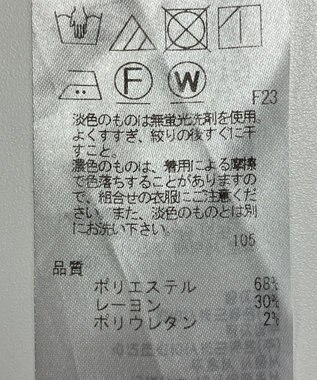 F W
F23
淡色のものは無蛍光洗剤を使用、
よくすすぎ、絞りの後すぐに干
すこと。
濃色のものは、着用による摩擦
で色落ちすることがありますの
で、組合せの衣服にご注意くだ
さい。また、淡色のものとは別
にお洗い下さい。
105
品質
ポリエステル 68%
レーヨン 30%
ポリウレタン 2%